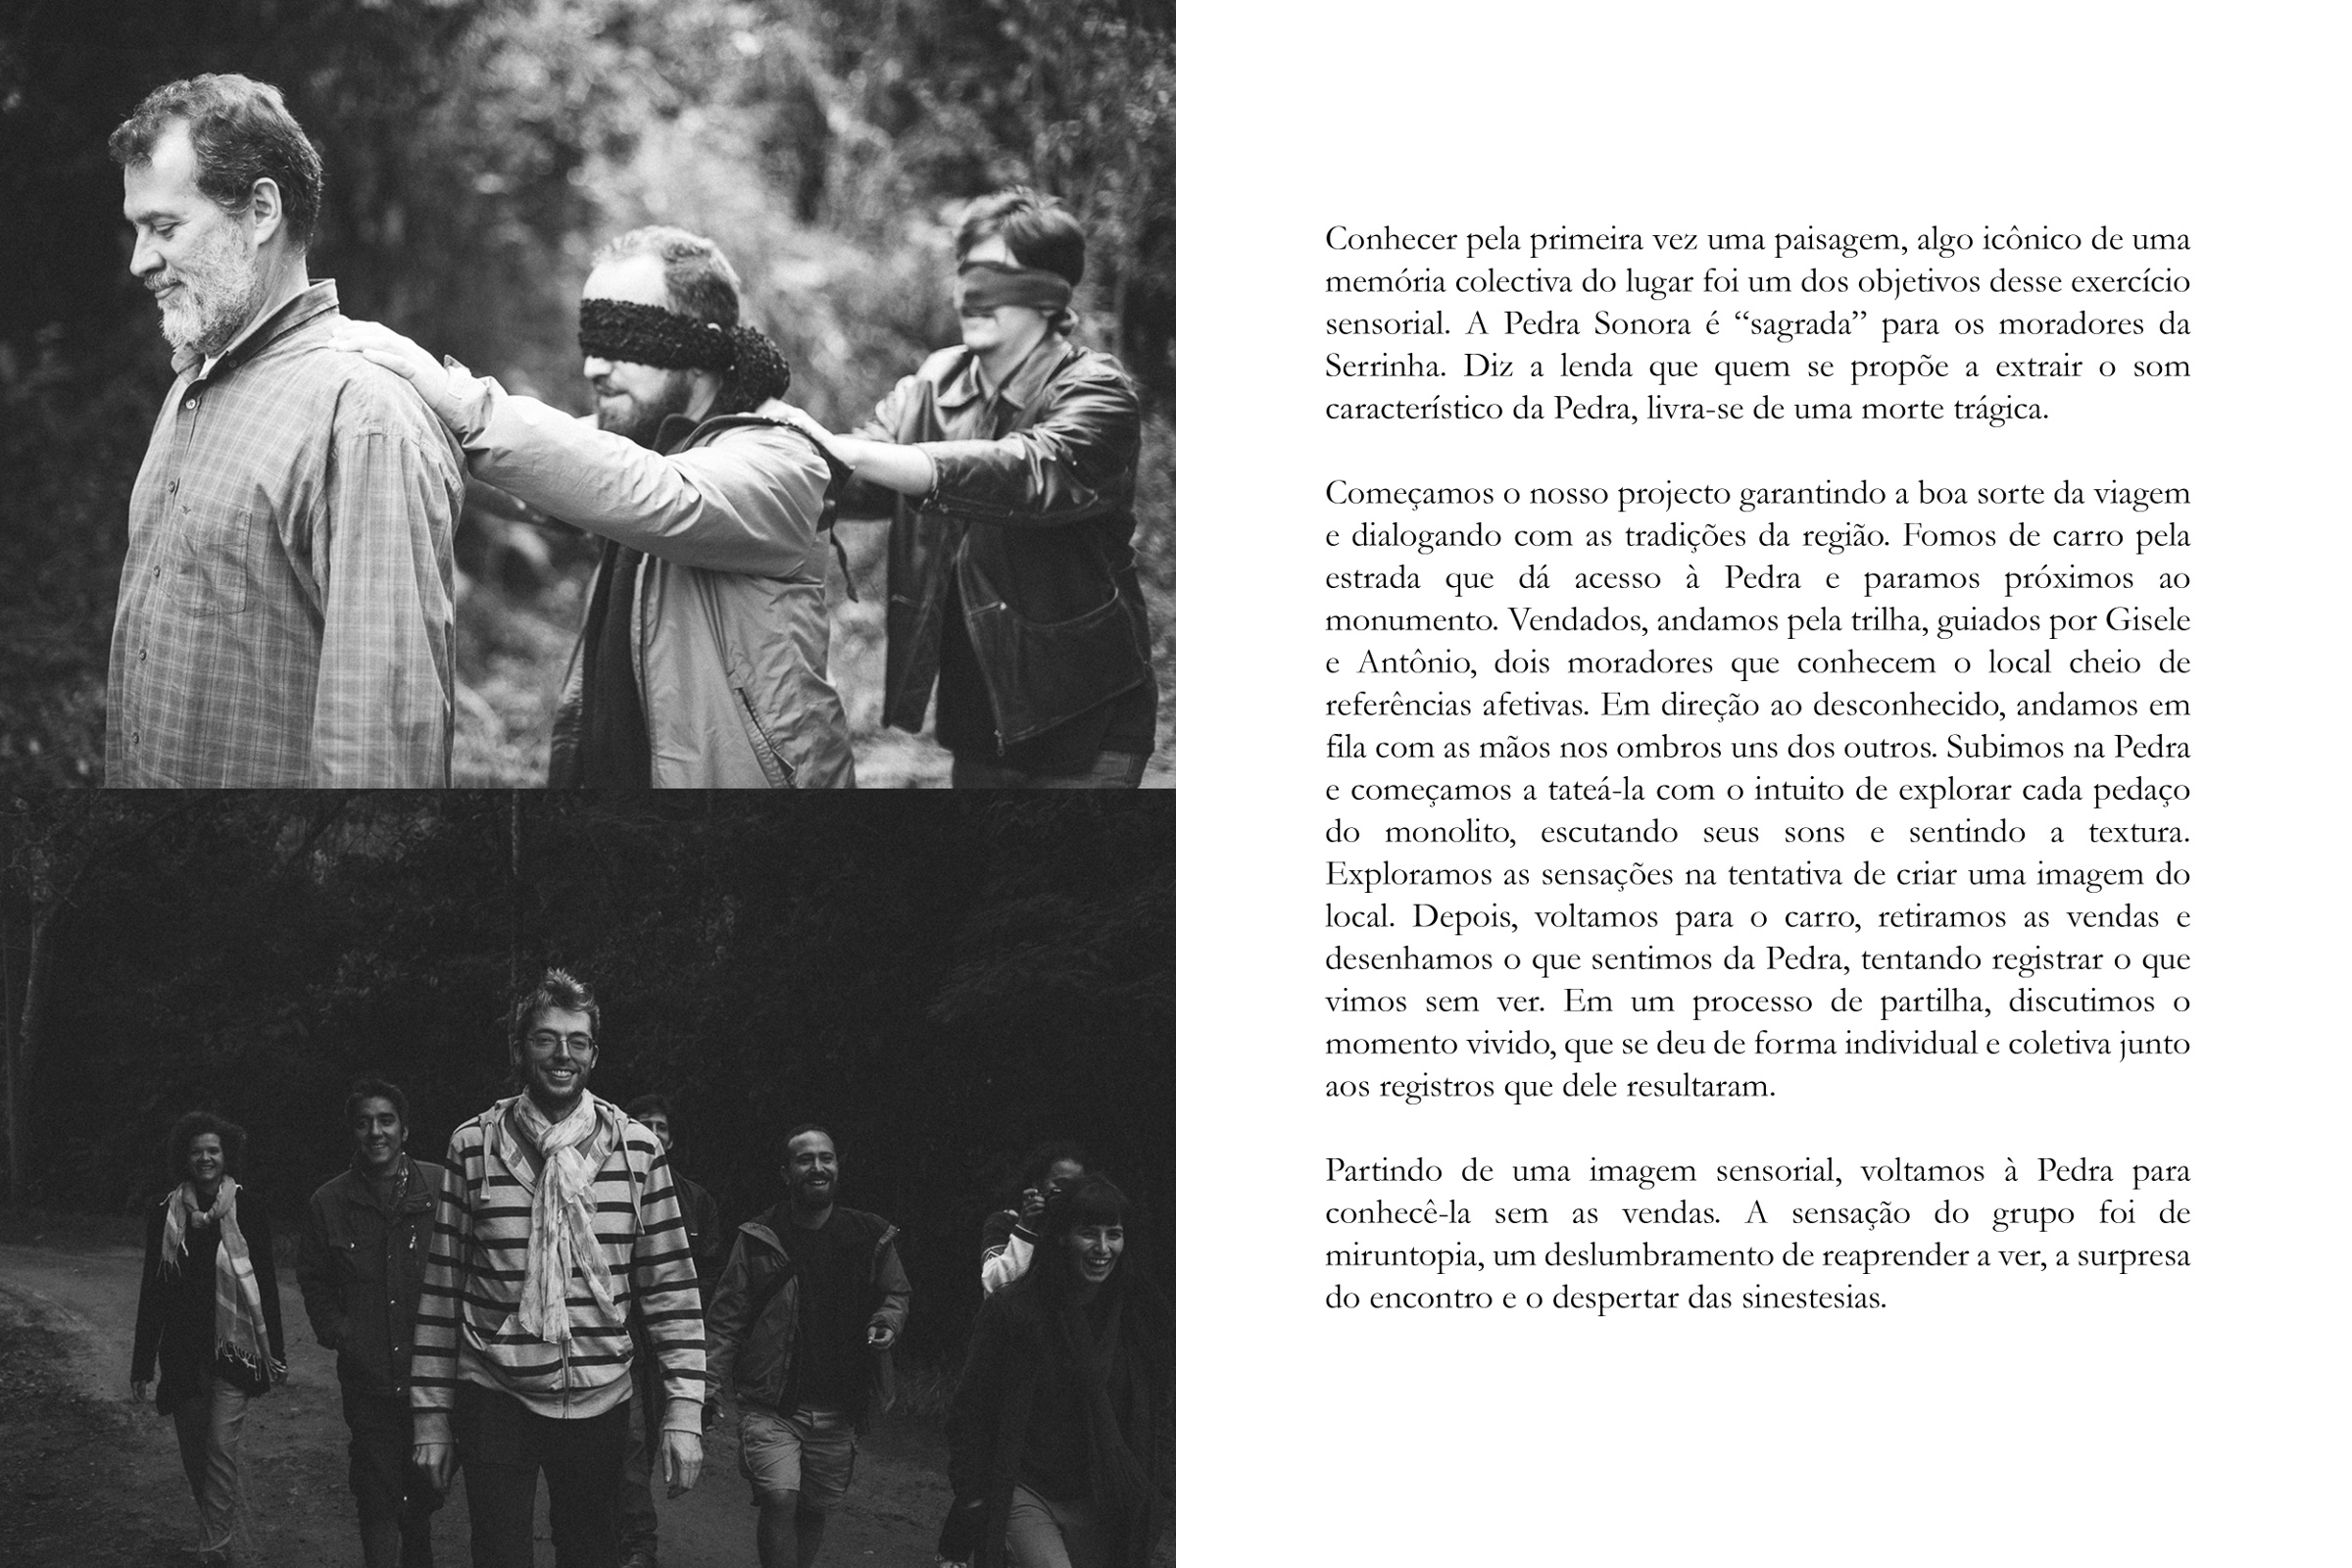 Conhecer pela primeira vez uma paisagem, algo icônico de uma
memória colectiva do lugar foi um dos objetivos desse exercício
sensorial. A Pedra Sonora é “sagrada” para os moradores da
Serrinha. Diz a lenda que quem se propõe a extrair o som
característico da Pedra, livra-se de uma morte trágica.
Começamos o nosso projecto garantindo a boa sorte da viagem
e dialogando com as tradições da região. Fomos de carro pela
estrada que dá acesso à Pedra e paramos próximos ao
monumento. Vendados, andamos pela trilha, guiados por Gisele
e Antônio, dois moradores que conhecem o local cheio de
referências afetivas. Em direção ao desconhecido, andamos em
fila com as mãos nos ombros uns dos outros. Subimos na Pedra
e começamos a tateá-la com o intuito de explorar cada pedaço
do monolito, escutando seus sons e sentindo a textura.
Exploramos as sensações na tentativa de criar uma imagem do
local. Depois, voltamos para o carro, retiramos as vendas e
desenhamos o que sentimos da Pedra, tentando registrar o que
vimos sem ver. Em um processo de partilha, discutimos o
momento vivido, que se deu de forma individual e coletiva junto
aos registros que dele resultaram.
Partindo de uma imagem sensorial, voltamos à Pedra para
conhecê-la sem as vendas. A sensação do grupo foi de
miruntopia, um deslumbramento de reaprender a ver, a surpresa
do encontro e o despertar das sinestesias.